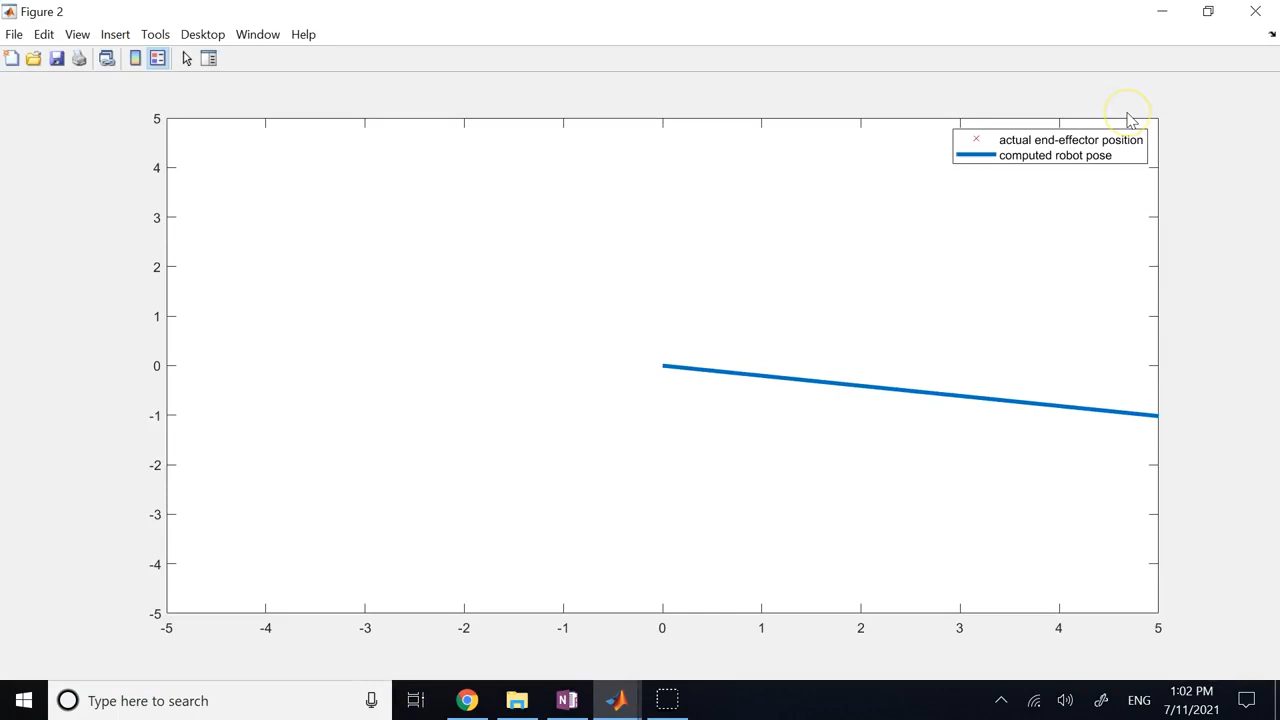 Figure 2
File Edit View Insert Tools Desktop Window Help
actual end-effector position
computed robot pose
5
4
3
2
1
0
-1
-2
-3
-4
-5
-5 -4 -3 -2 -1 0 1 2 3 4 5
Type here to search
ENG
1:02 PM
7/11/2021